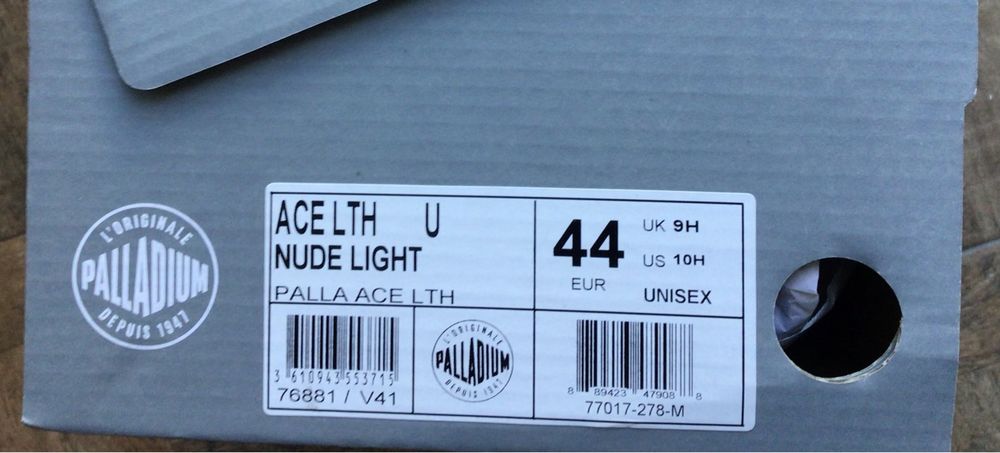 L'ORIGINALE
PALLADIUM
DEPUIS 1947
ACE LTH U
NUDE LIGHT
PALLA ACE LTH
44
EUR
UK 9H
US 10H
UNISEX
3 610943 553715
76881 / V41
L'ORIGINALE
PALLADIUM
DEPUIS 1947
8 89423 47908 8
77017-278-M